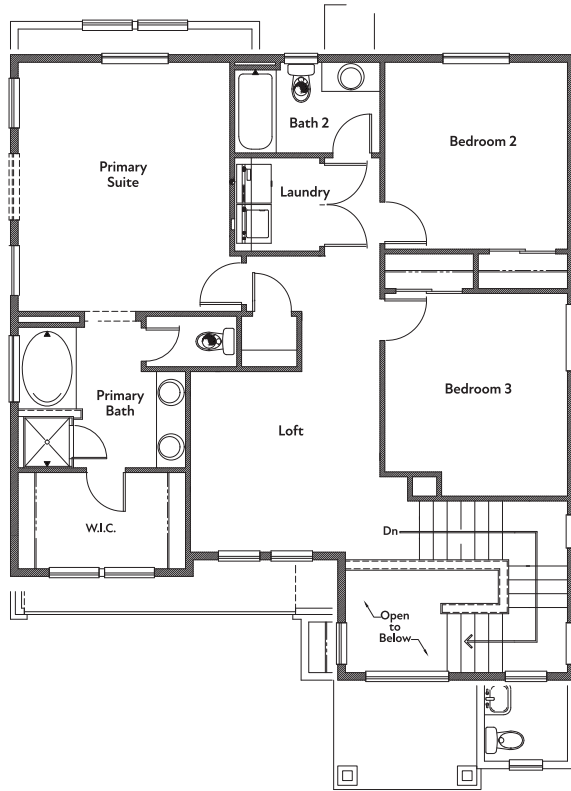 Bath 2
Bedroom 2
Primary
Suite
Laundry
Bedroom 3
Primary
Bath
Loft
W.I.C.
Dn
Open
to
Below